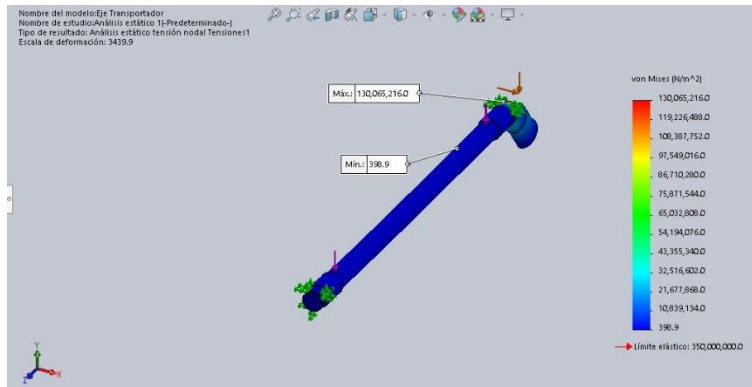 Nombre del modelo:Eje Transportador
Nombre de estudio:Análisis estático 1(-Predeterminado-)
Tipo de resultado: Análisis estático tensión nodal Tensiones1
Escala de deformación: 3439.9
von Mises (N/m^2)
Máx.: 130,065,216.0
130,065,216.0
119,226,488.0
108,387,752.0
97,549,016.0
Mín.: 398.9
86,710,280.0
75,871,544.0
65,032,808.0
54,194,076.0
43,355,340.0
32,516,602.0
21,677,868.0
10,839,134.0
398.9
Límite elástico: 350,000,000.0
Y
X
Z